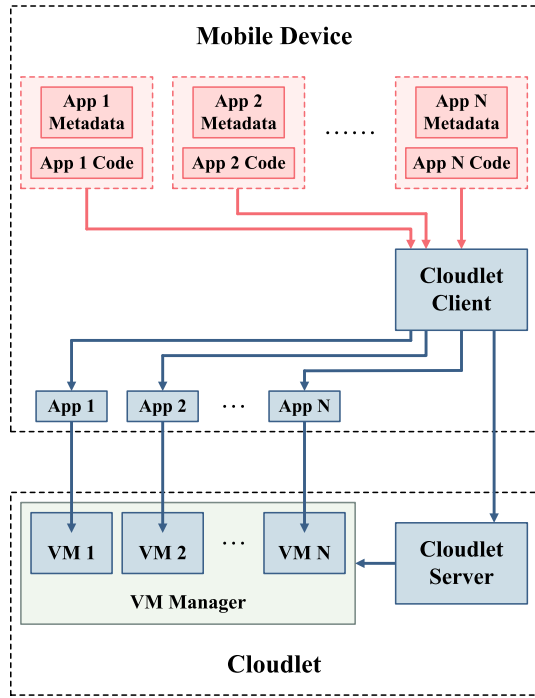 Mobile Device
App 1
Metadata
App 1 Code
App 2
Metadata
App 2 Code
......
App N
Metadata
App N Code
Cloudlet
Client
App 1
App 2
...
App N
VM 1
VM 2
...
VM N
VM Manager
Cloudlet
Server
Cloudlet